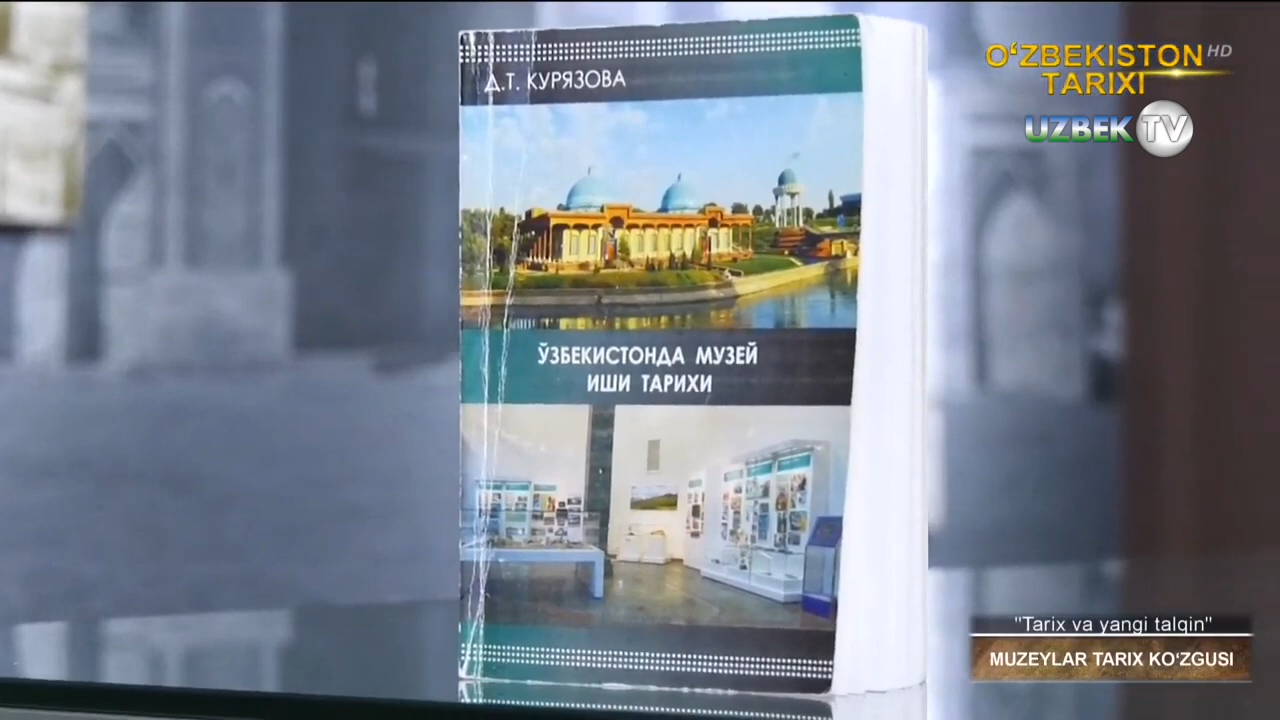 Д.Т. КУРЯЗОВА
ЎЗБЕКИСТОНДА МУЗЕЙ
ИШИ ТАРИХИ
O‘ZBEKISTON HD
TARIXI
UZBEK TV
"Tarix va yangi talqin"
MUZEYLAR TARIX KO‘ZGUSI